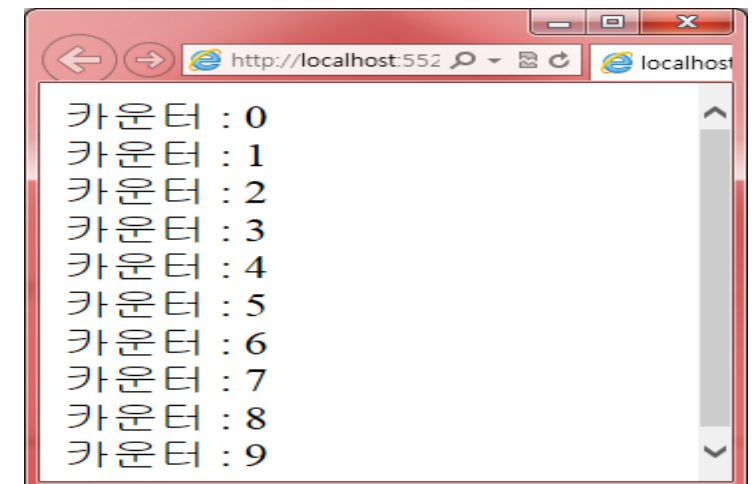 http://localhost:552
localhost
카운터 : 0
카운터 : 1
카운터 : 2
카운터 : 3
카운터 : 4
카운터 : 5
카운터 : 6
카운터 : 7
카운터 : 8
카운터 : 9